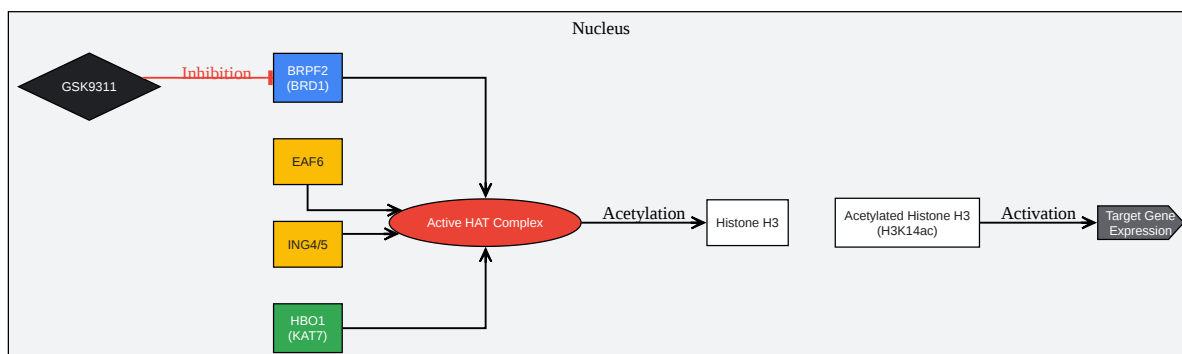 Nucleus
GSK9311
Inhibition
BRPF2
(BRD1)
EAF6
ING4/5
HBO1
(KAT7)
Active HAT Complex
Acetylation
Histone H3
Acetylated Histone H3
(H3K14ac)
Activation
Target Gene
Expression